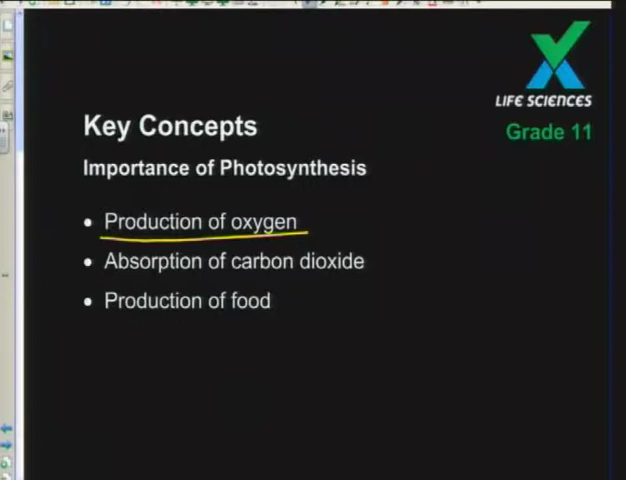 LIFE SCIENCES
Grade 11
Key Concepts
Importance of Photosynthesis
• Production of oxygen
• Absorption of carbon dioxide
• Production of food